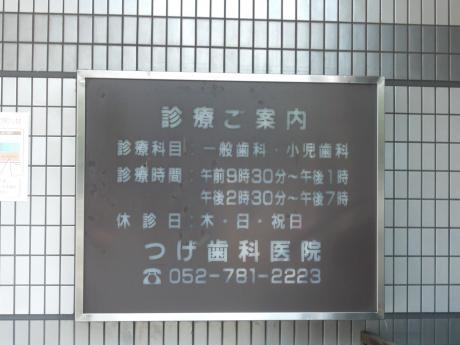 診療ご案内
診療科目:一般歯科・小児歯科
診療時間:午前9時30分〜午後1時
午後2時30分〜午後7時
休診日:木・日・祝日
つげ歯科医院
☎052-781-2223